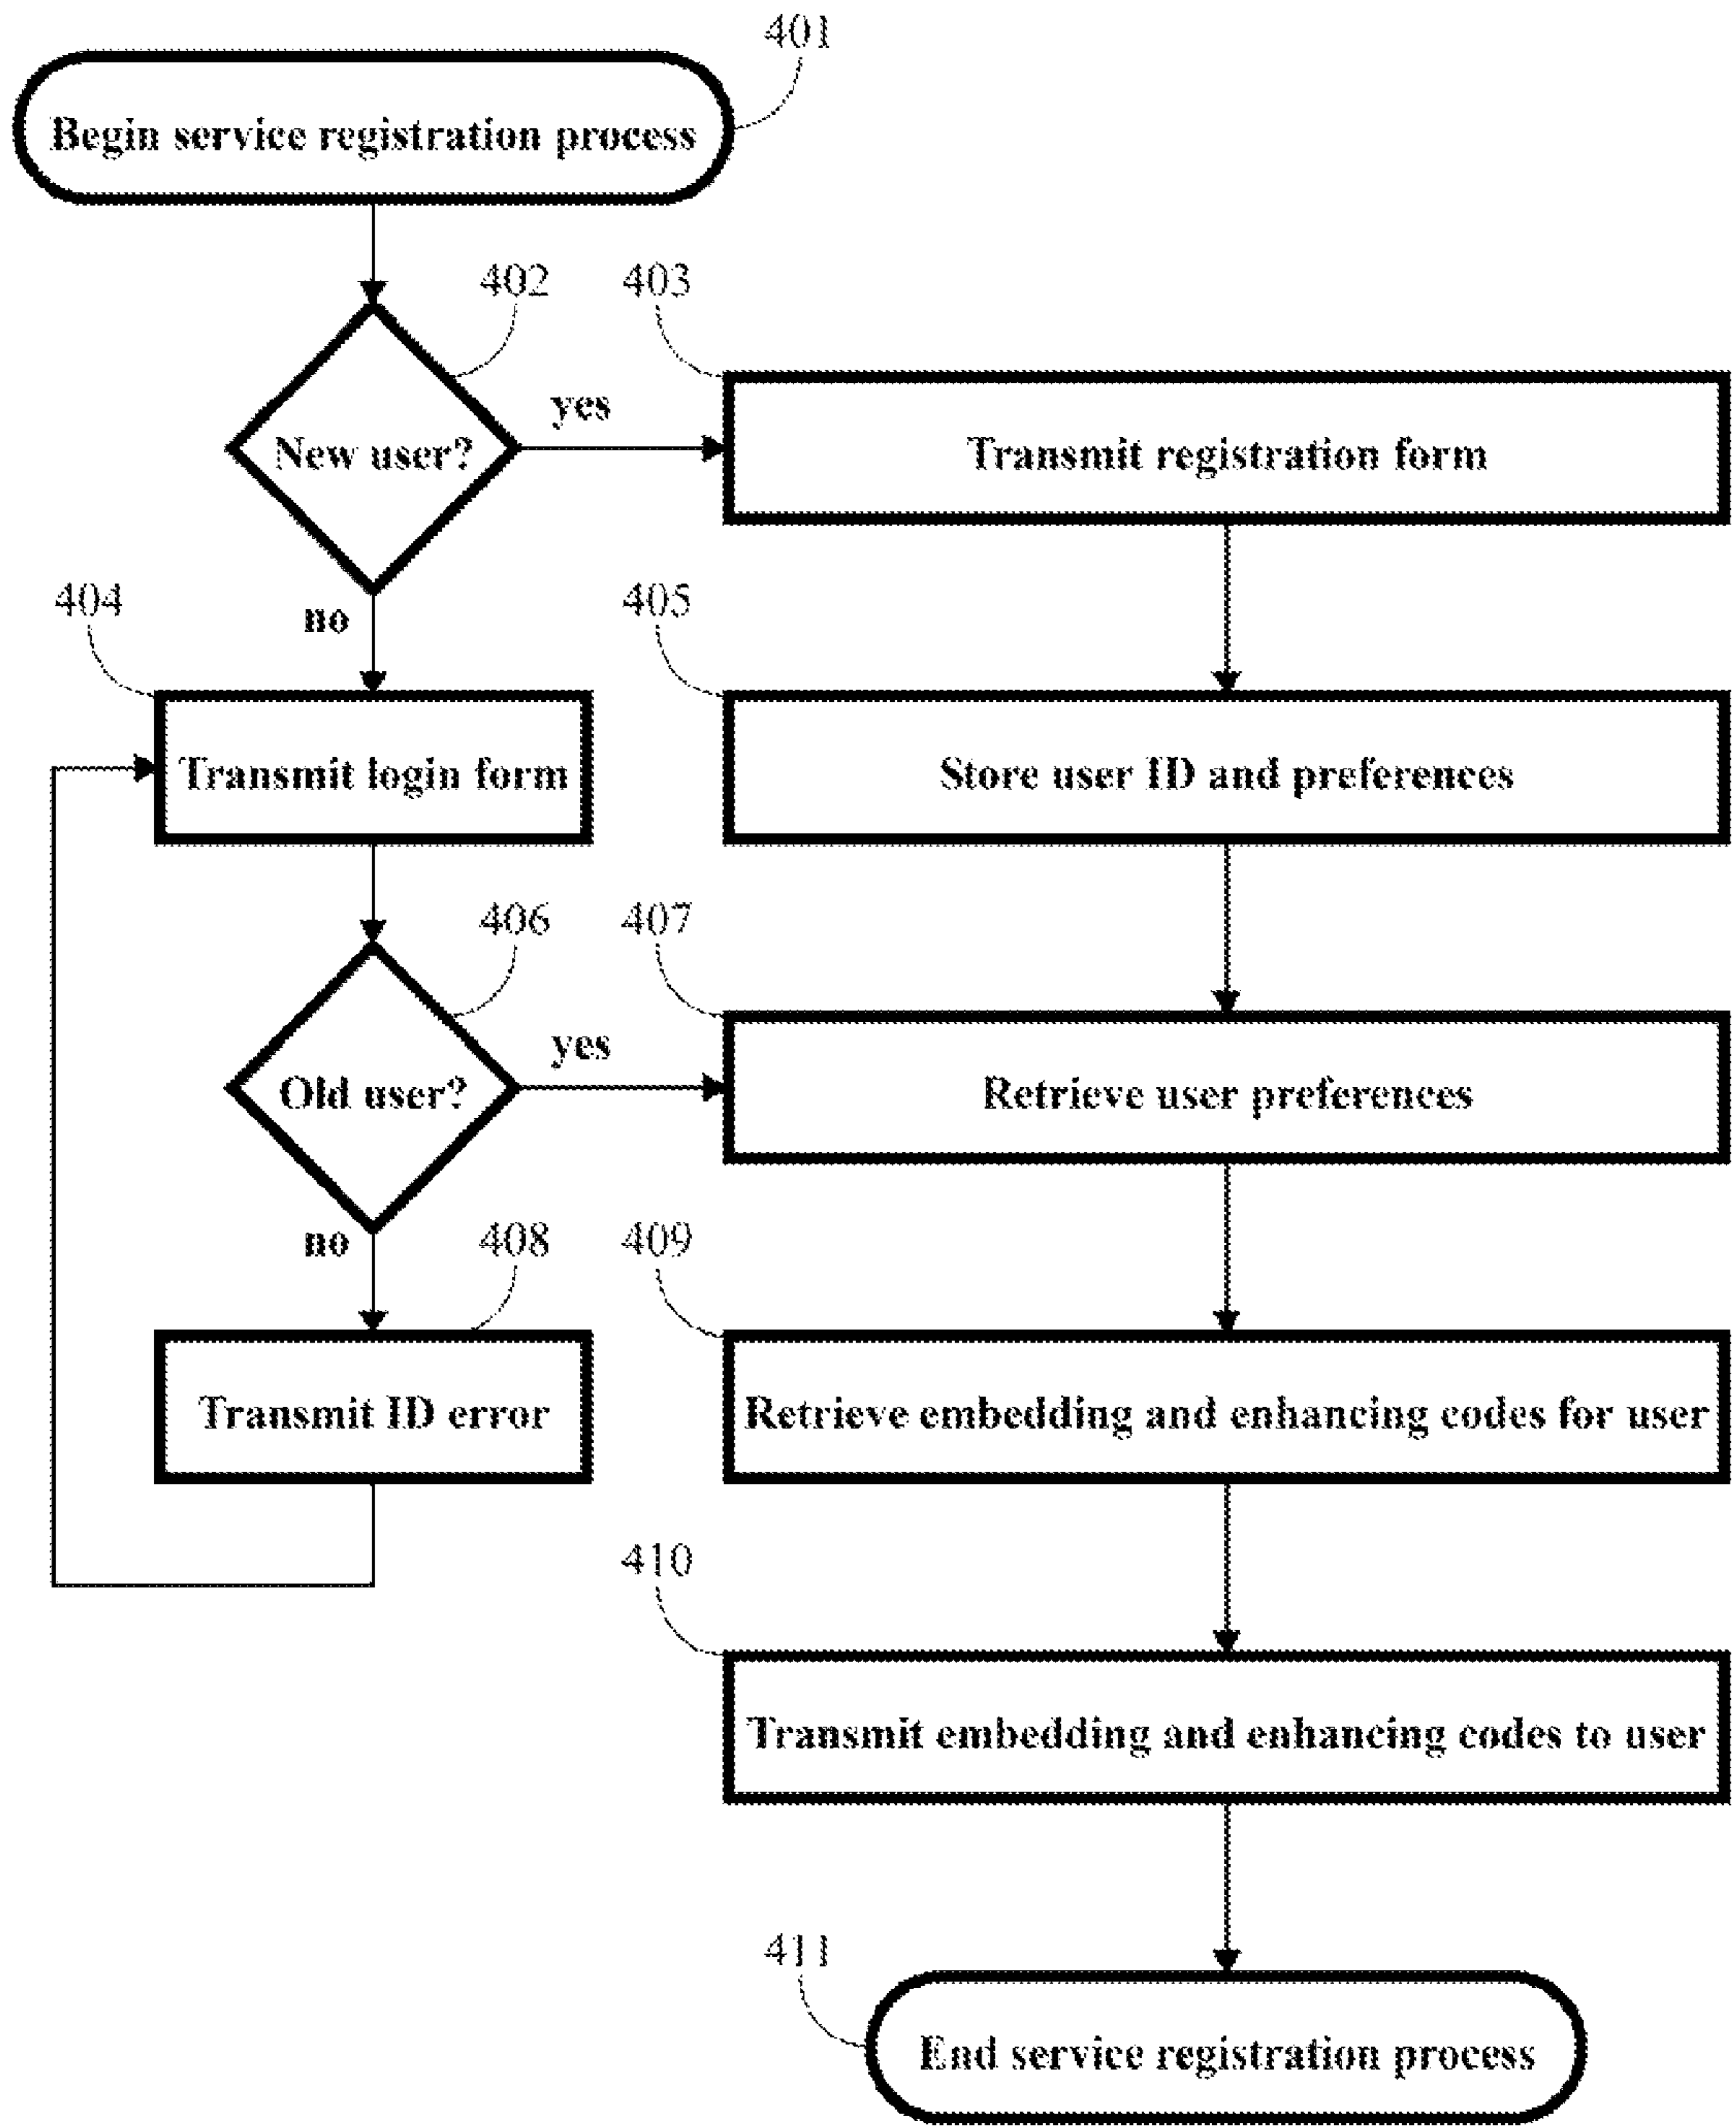 401
Begin service registration process
402
403
yes
New user?
Transmit registration form
404
no
405
Transmit login form
Store user ID and preferences
406
407
yes
Old user?
Retrieve user preferences
no
408
409
Transmit ID error
Retrieve embedding and enhancing codes for user
410
Transmit embedding and enhancing codes to user
411
End service registration process